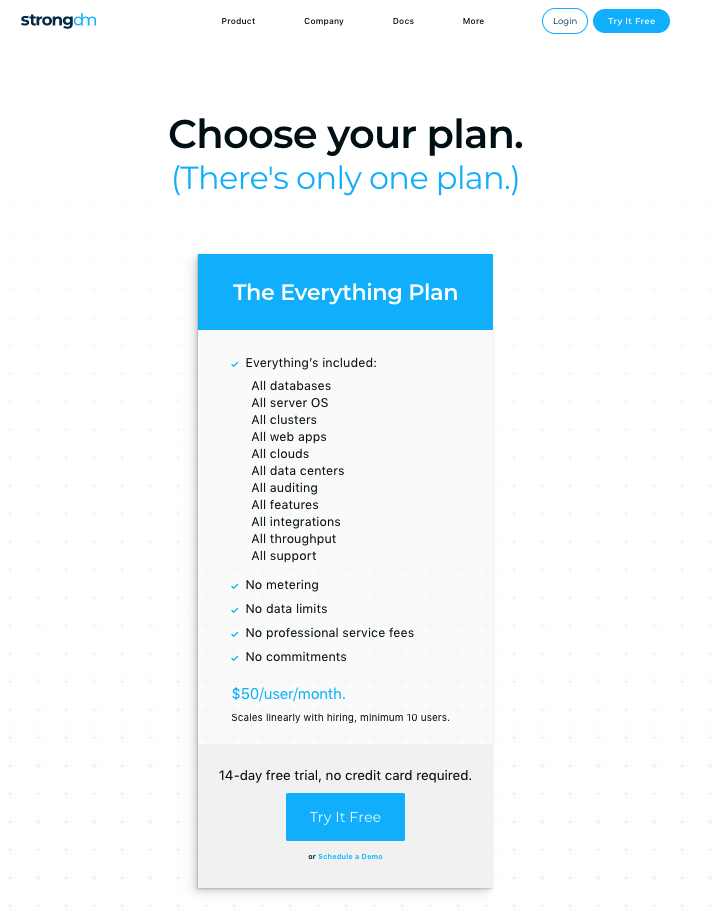 strongdm
Product
Company
Docs
More
Login
Try It Free
Choose your plan.
(There's only one plan.)
The Everything Plan
Everything's included:
All databases
All server OS
All clusters
All web apps
All clouds
All data centers
All auditing
All features
All integrations
All throughput
All support
No metering
No data limits
No professional service fees
No commitments
$50/user/month.
Scales linearly with hiring, minimum 10 users.
14-day free trial, no credit card required.
Try It Free
or Schedule a Demo